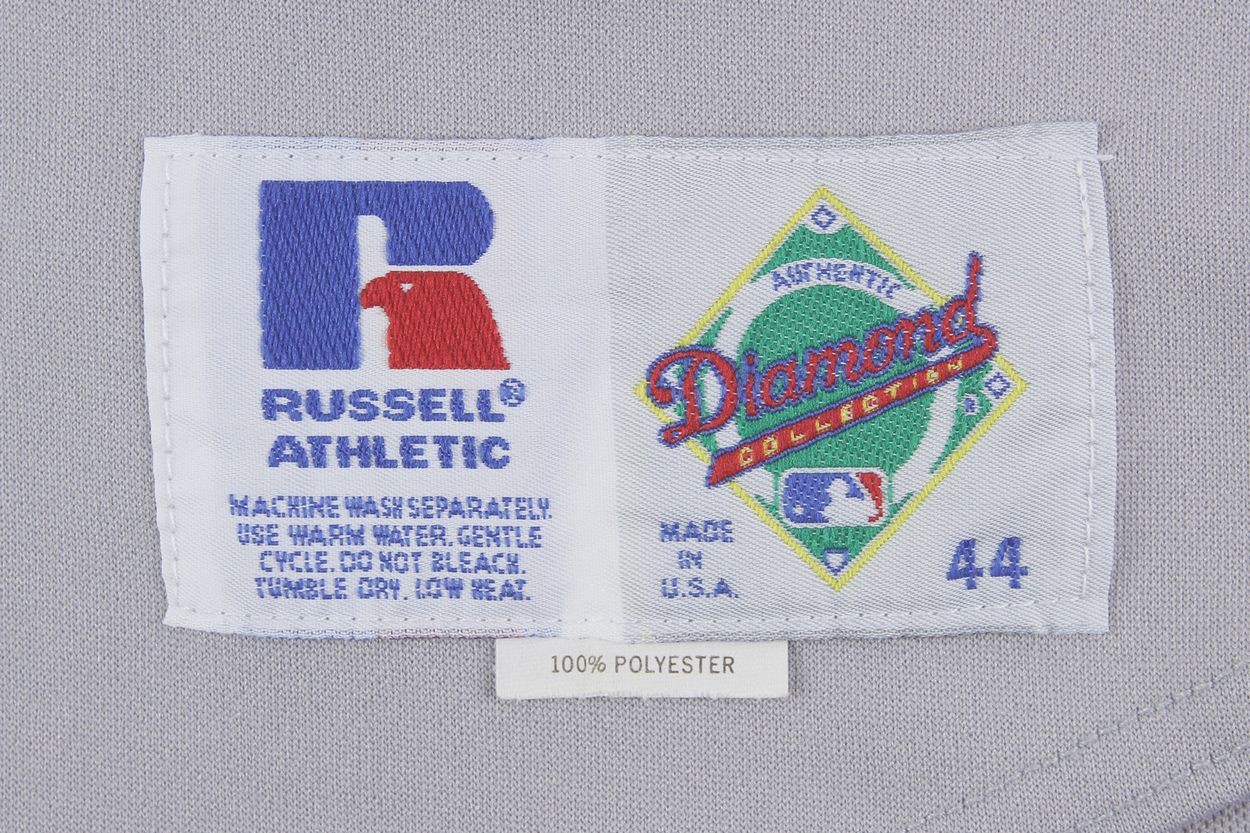 RUSSELL®
ATHLETIC
MACHINE WASH SEPARATELY.
USE WARM WATER. GENTLE
CYCLE. DO NOT BLEACH.
TUMBLE DRY. LOW HEAT.
AUTHENTIC
Diamond
COLLECTION
MADE
IN
U.S.A.
44
100% POLYESTER